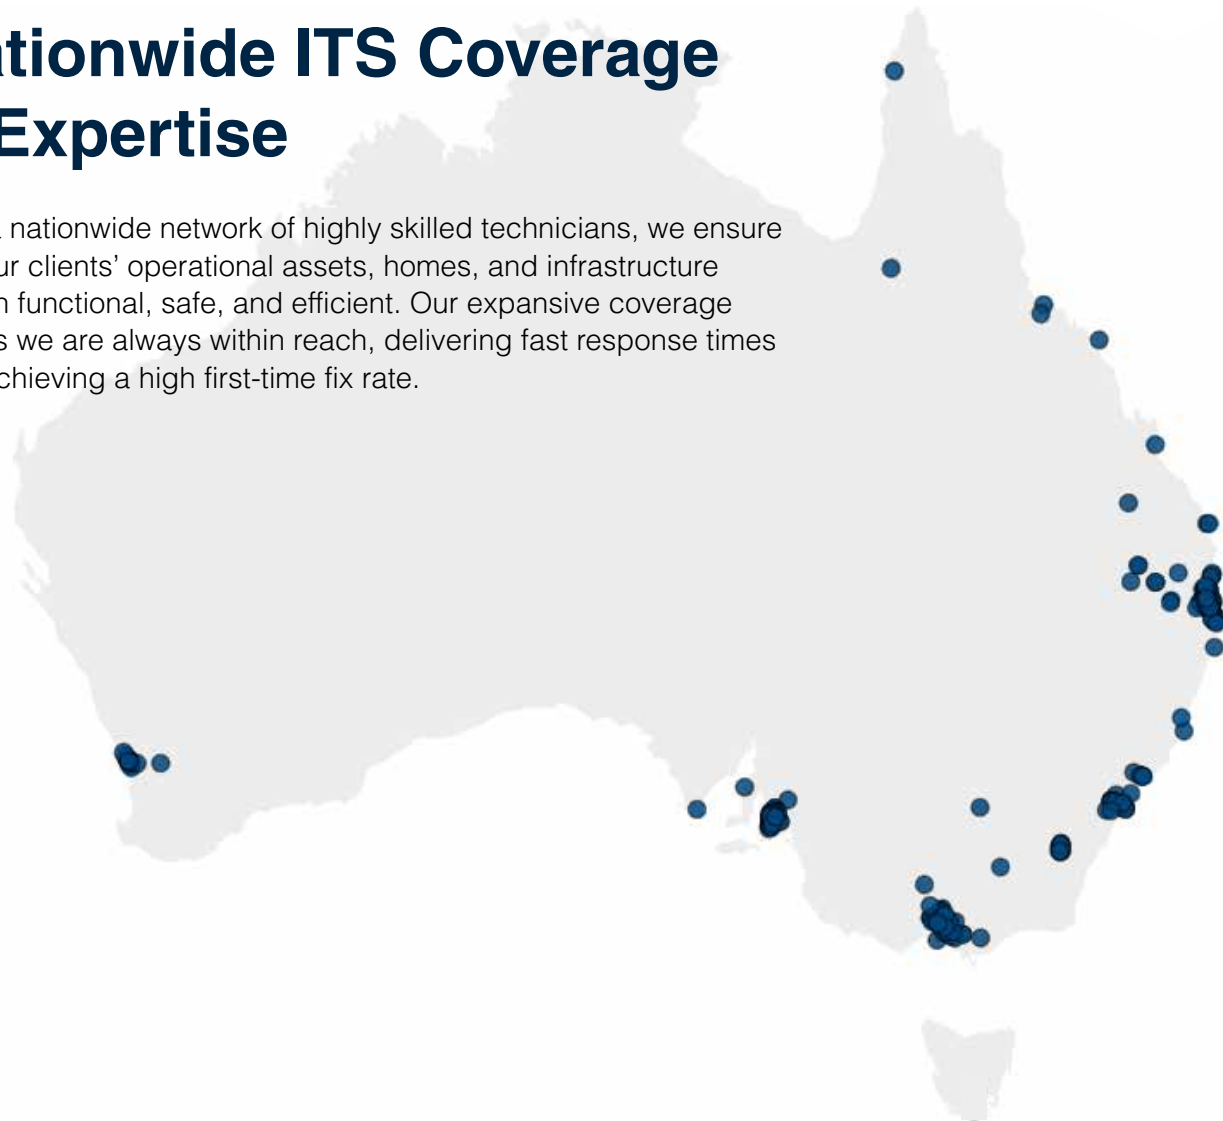 ationwide ITS Coverage
Expertise
nationwide network of highly skilled technicians, we ensure
ur clients’ operational assets, homes, and infrastructure
n functional, safe, and efficient. Our expansive coverage
s we are always within reach, delivering fast response times
chieving a high first-time fix rate.